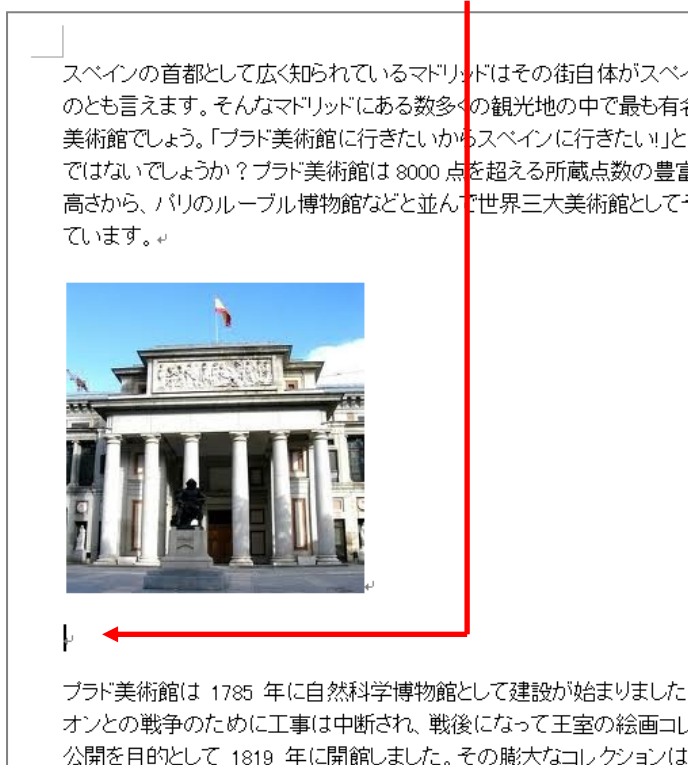 スペインの首都として広く知られているマドリッドはその街自体がスペイ
のとも言えます。そんなマドリッドにある数多くの観光地の中で最も有名
美術館でしょう。「プラド美術館に行きたいからスペインに行きたい!」と
ではないでしょうか？プラド美術館は 8000 点を超える所蔵点数の豊富
高さから、パリのルーブル博物館などと並んで世界三大美術館としてそ
ています。
プラド美術館は 1785 年に自然科学博物館として建設が始まりました
オンとの戦争のために工事は中断され、戦後になって王室の絵画コレ
公開を目的として 1819 年に開館しました。その膨大なコレクションは